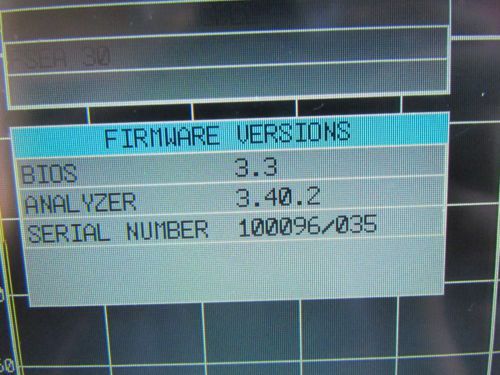 FIRMWARE VERSIONS
BIOS 3.3
ANALYZER 3.40.2
SERIAL NUMBER 100096/035